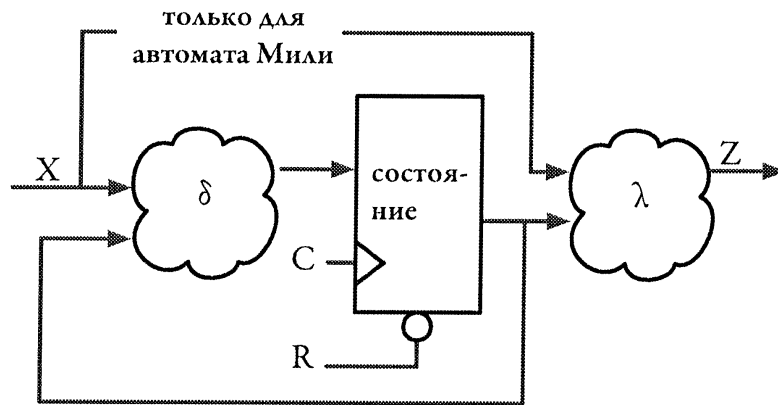 только для
автомата Мили
X
δ
состоя-
ние
λ
Z
C
R